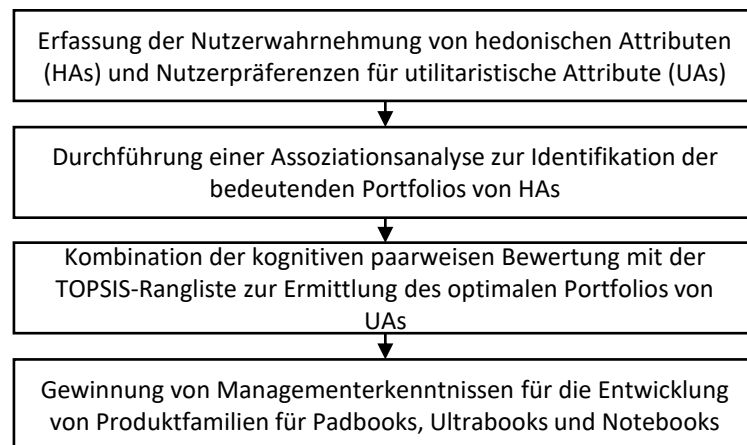 Erfassung der Nutzerwahrnehmung von hedonischen Attributen
(HAs) und Nutzerpräferenzen für utilitaristische Attribute (UAs)
Durchführung einer Assoziationsanalyse zur Identifikation der
bedeutenden Portfolios von HAs
Kombination der kognitiven paarweisen Bewertung mit der
TOPSIS-Rangliste zur Ermittlung des optimalen Portfolios von
UAs
Gewinnung von Managementerkenntnissen für die Entwicklung
von Produktfamilien für Padbooks, Ultrabooks und Notebooks